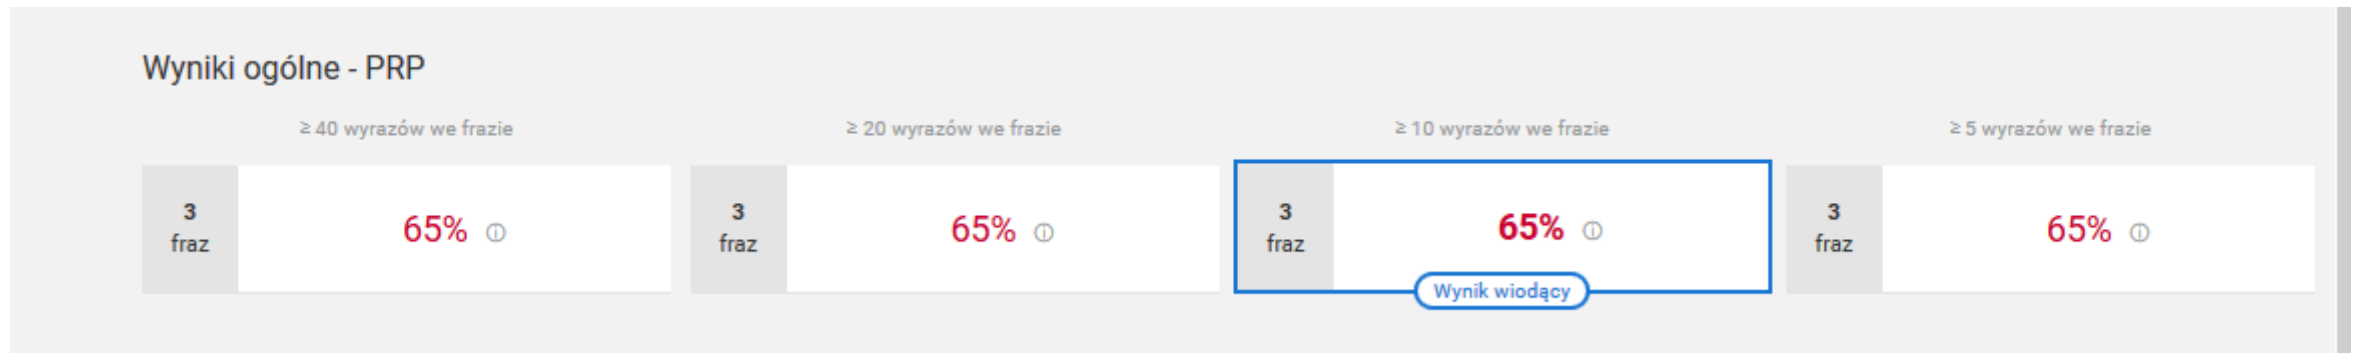 Wyniki ogólne - PRP
≥ 40 wyrazów we frazie
≥ 20 wyrazów we frazie
≥ 10 wyrazów we frazie
≥ 5 wyrazów we frazie
3
fraz
65%
3
fraz
65%
3
fraz
65%
3
fraz
65%
Wynik wiodący